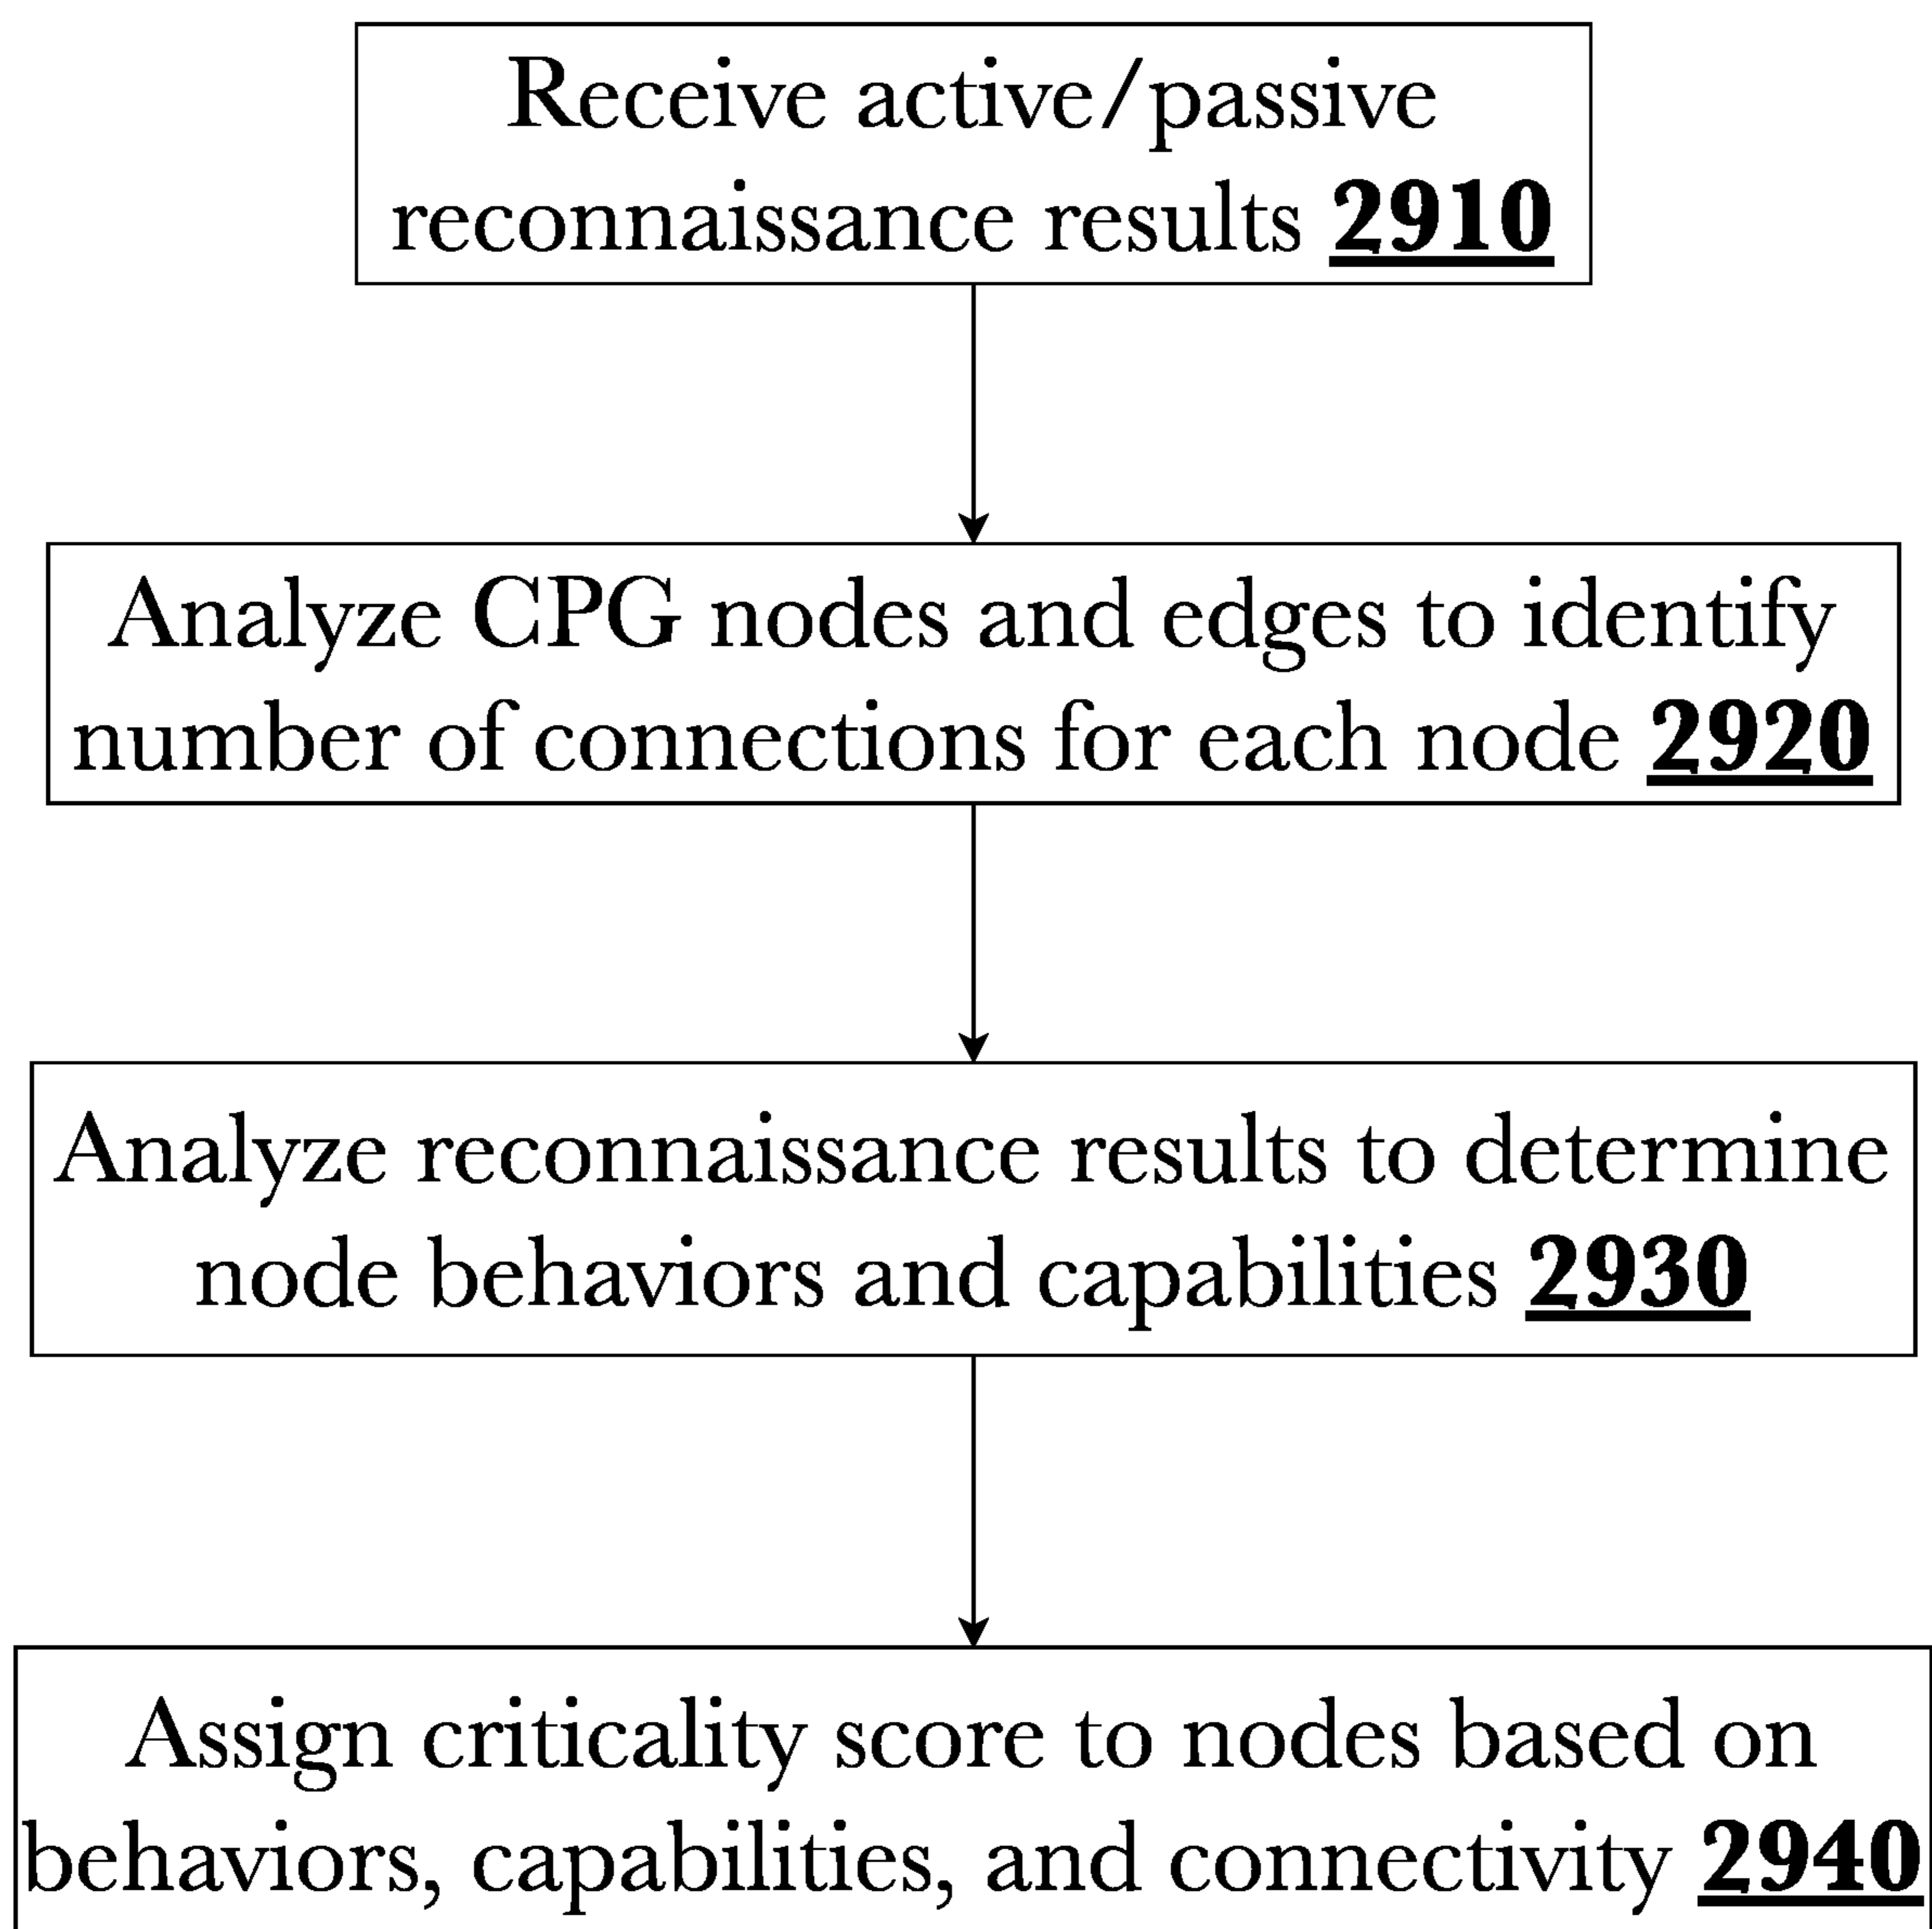 Receive active/passive
reconnaissance results 2910
Analyze CPG nodes and edges to identify
number of connections for each node 2920
Analyze reconnaissance results to determine
node behaviors and capabilities 2930
Assign criticality score to nodes based on
behaviors, capabilities, and connectivity 2940